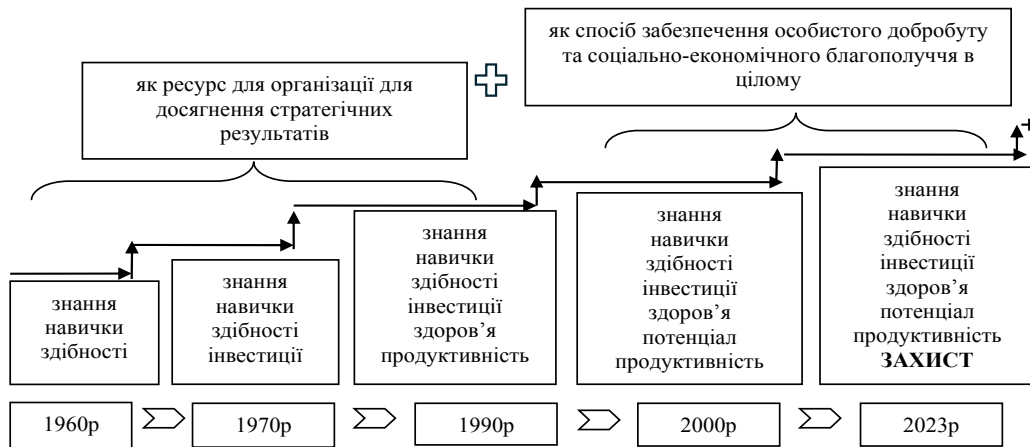 як спосіб забезпечення особистого добробуту
та соціально-економічного благополуччя в
цілому
як ресурс для організації для
досягнення стратегічних
результатів
знання
навички
здібності
знання
навички
здібності
інвестиції
знання
навички
здібності
інвестиції
здоров’я
продуктивність
знання
навички
здібності
інвестиції
здоров’я
потенціал
продуктивність
знання
навички
здібності
інвестиції
здоров’я
потенціал
продуктивність
ЗАХИСТ
1960р
1970р
1990р
2000р
2023р